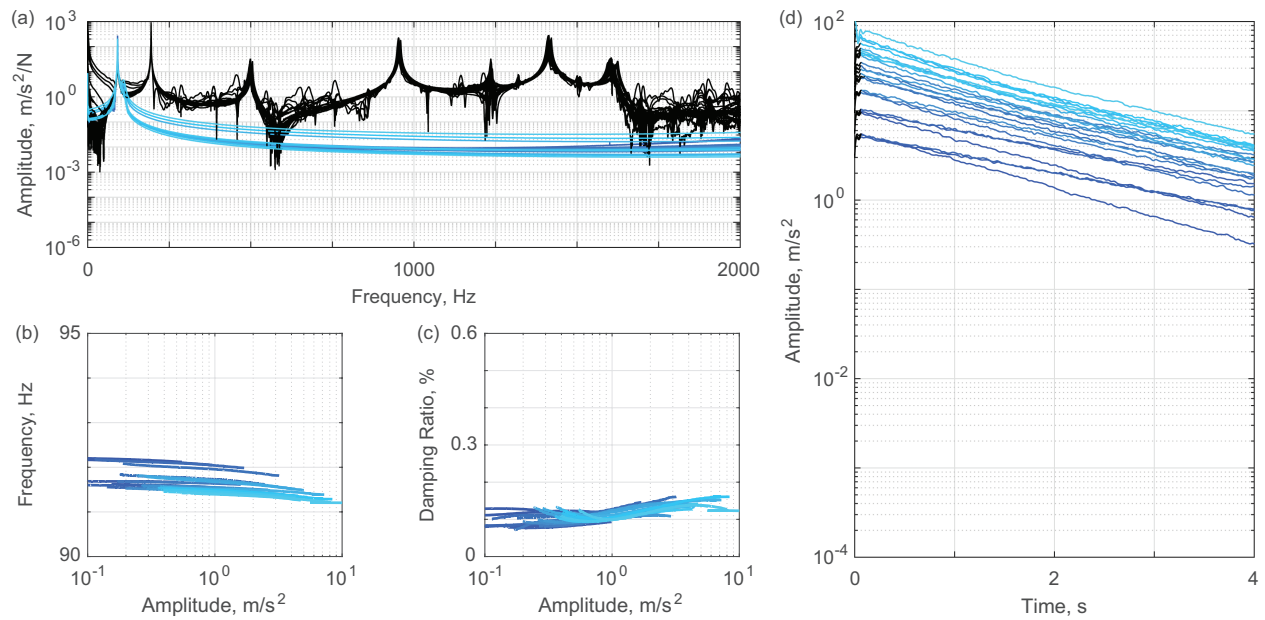 (a)
10^3
10^0
10^-3
10^-6
Amplitude, m/s^2/N
0
1000
2000
Frequency, Hz
(b)
95
90
Frequency, Hz
10^-1
10^0
10^1
Amplitude, m/s^2
(c)
0.6
0.3
0
Damping Ratio, %
10^-1
10^0
10^1
Amplitude, m/s^2
(d)
10^2
10^0
10^-2
10^-4
Amplitude, m/s^2
0
2
4
Time, s